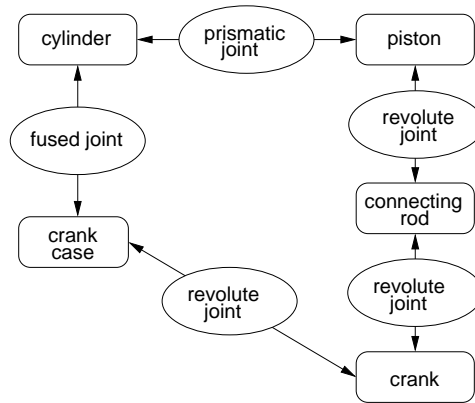 cylinder
prismatic
joint
piston
fused joint
revolute
joint
crank
case
connecting
rod
revolute
joint
revolute
joint
crank